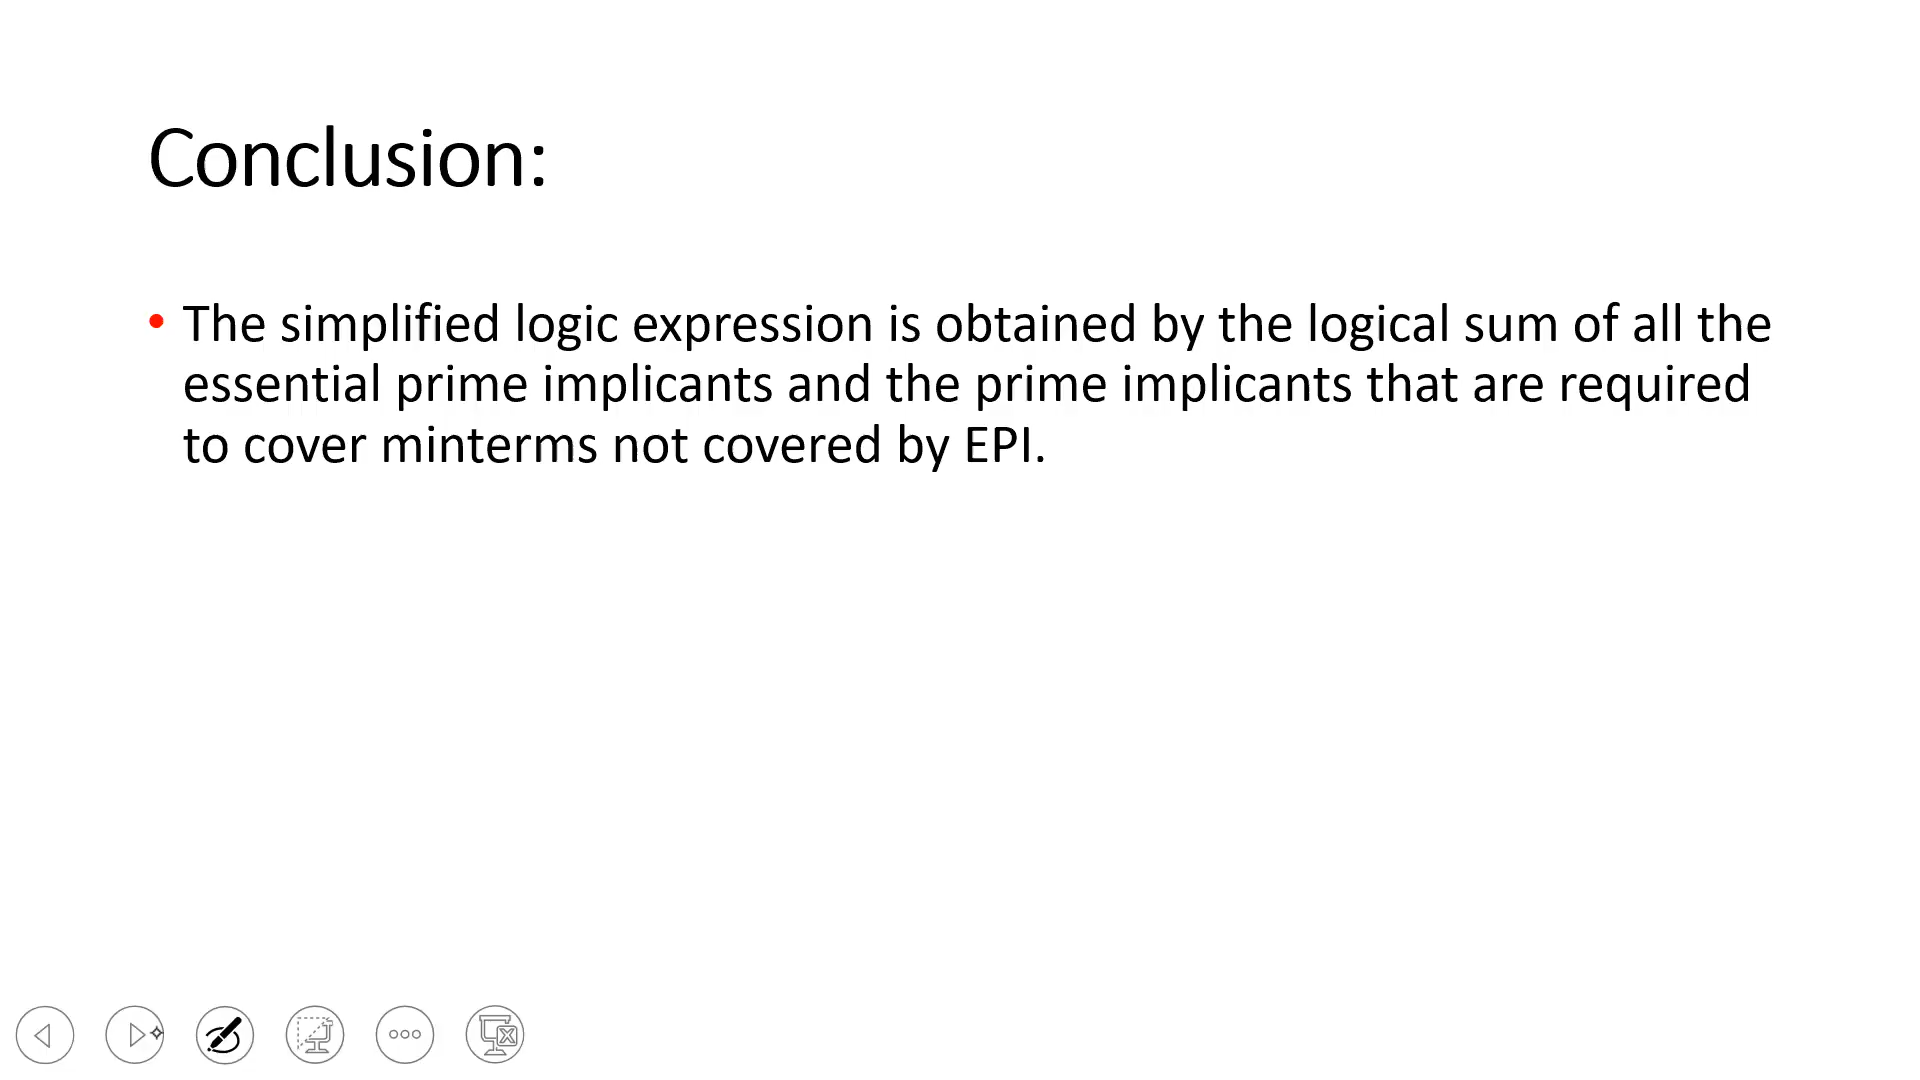 Conclusion:
• The simplified logic expression is obtained by the logical sum of all the
essential prime implicants and the prime implicants that are required
to cover minterms not covered by EPI.